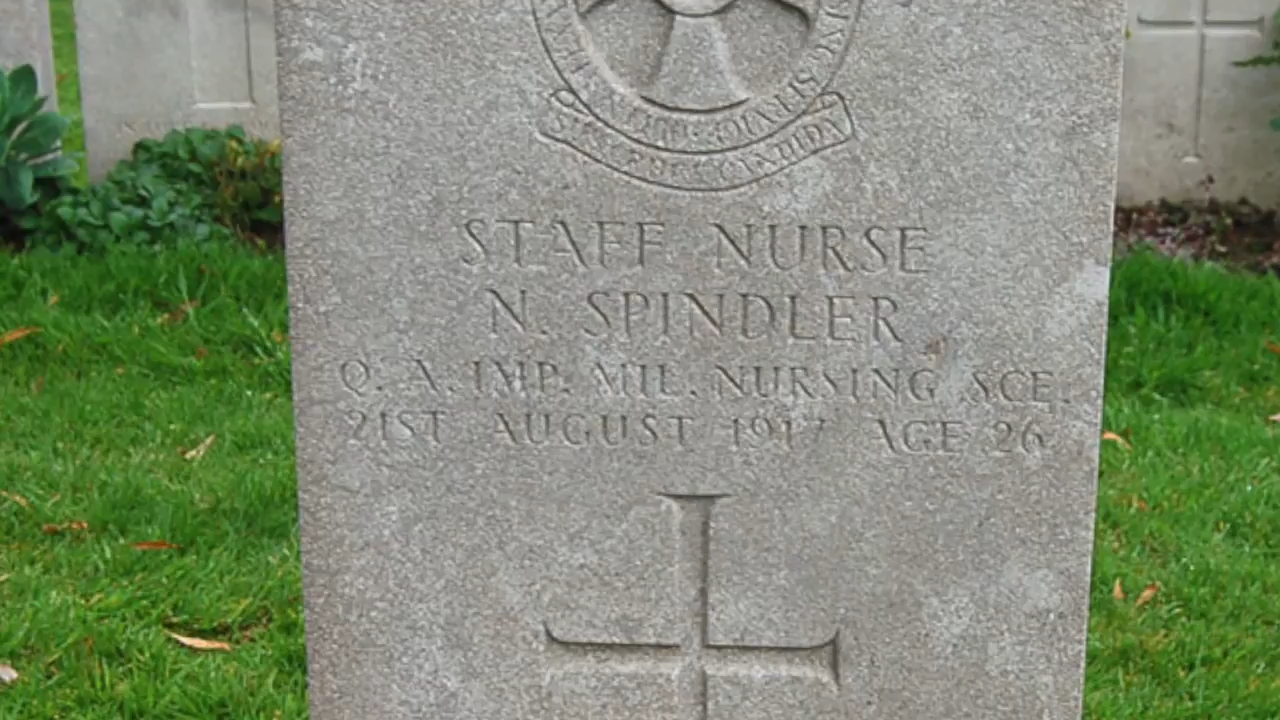 STAFF NURSE
N. SPINDLER
Q. A. IMP. MIL. NURSING SCE.
21ST AUGUST 1917 AGE 26